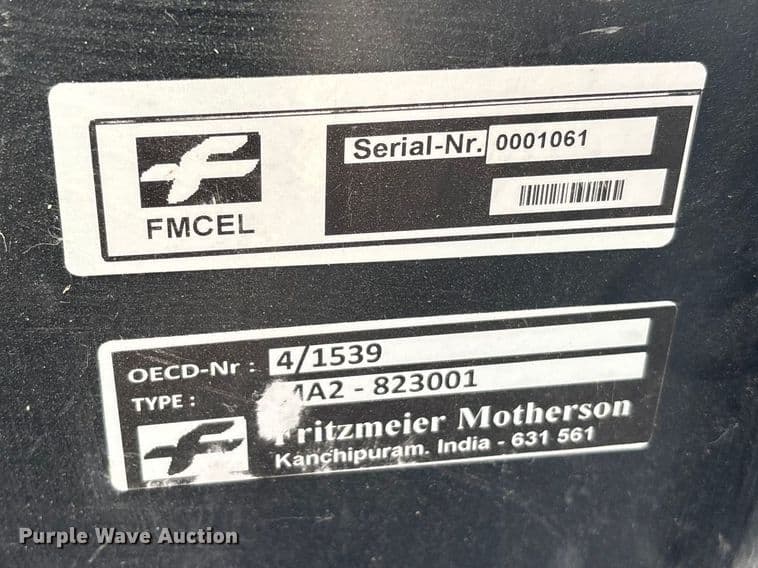 Serial-Nr. 0001061
FMCEL
OECD-Nr : 4/1539
TYPE : A2 - 823001
Fritzmeier Motherson
Kanchipuram. India - 631 561
Purple Wave Auction